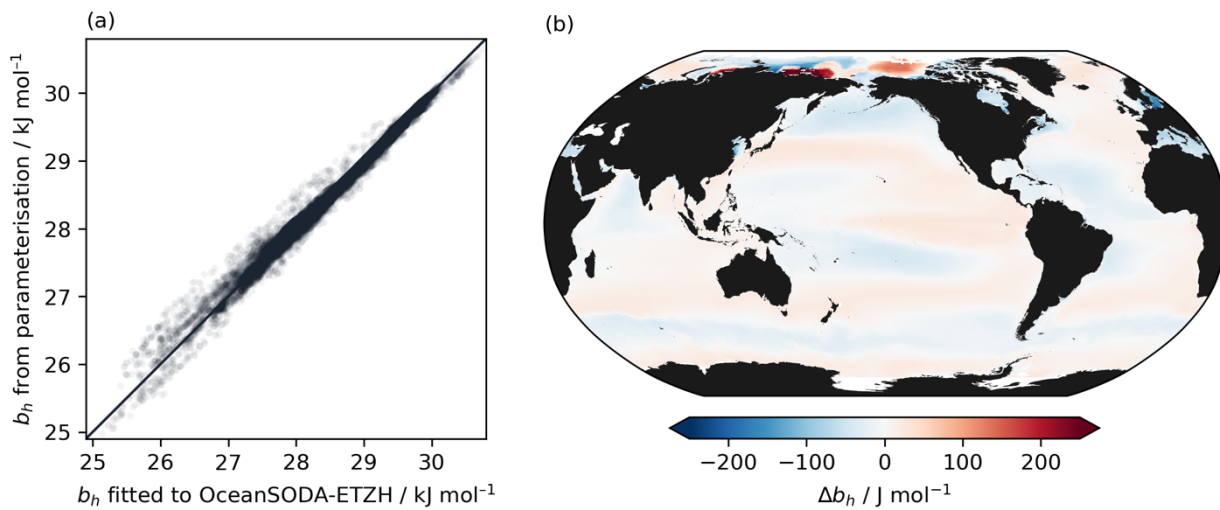 (a)
b_h from parameterisation / kJ mol⁻¹
30
29
28
27
26
25
25 26 27 28 29 30
b_h fitted to OceanSODA-ETZH / kJ mol⁻¹
(b)
−200 −100 0 100 200
Δb_h / J mol⁻¹